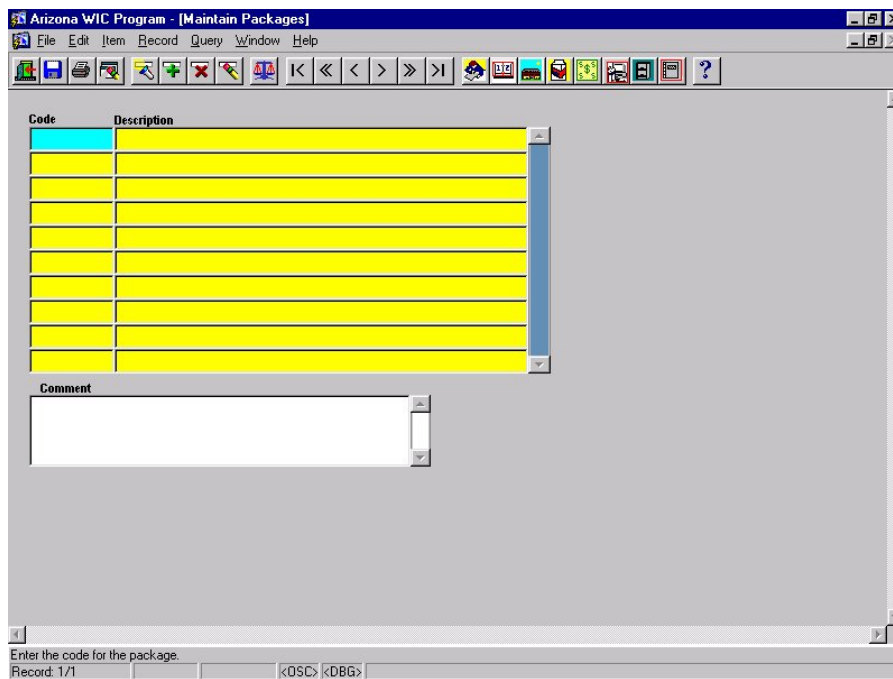 Arizona WIC Program - [Maintain Packages]
File Edit Item Record Query Window Help
Code Description
Comment
Enter the code for the package.
Record: 1/1 <OSC> <DBG>